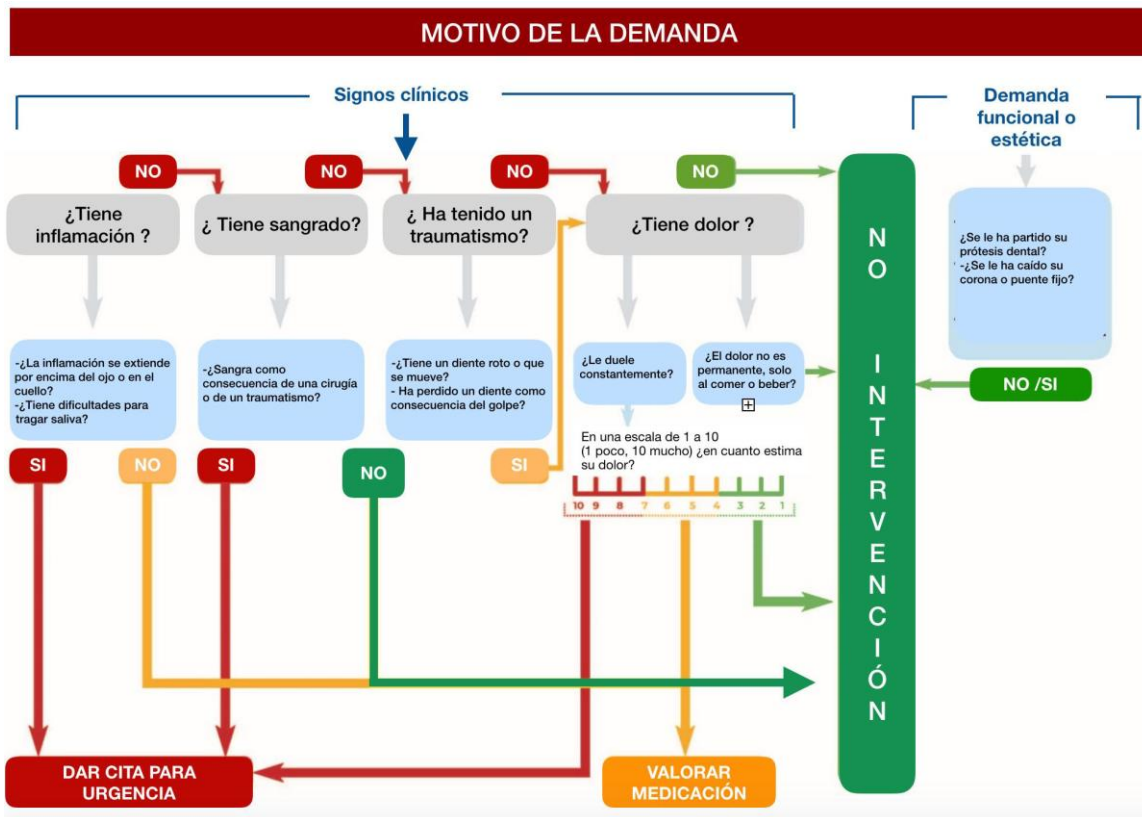 MOTIVO DE LA DEMANDA
Signos clínicos
Demanda
funcional o
estética
NO
NO
NO
NO
¿Tiene
inflamación ?
¿ Tiene sangrado?
¿ Ha tenido un
traumatismo?
¿Tiene dolor ?
¿Se le ha partido su
prótesis dental?
-¿Se le ha caído su
corona o puente fijo?
-¿La inflamación se extiende
por encima del ojo o en el
cuello?
-¿Tiene dificultades para
tragar saliva?
-¿Sangra como
consecuencia de una cirugía
o de un traumatismo?
-¿Tiene un diente roto o que
se mueve?
- Ha perdido un diente como
consecuencia del golpe?
¿Le duele
constantemente?
¿El dolor no es
permanente, solo
al comer o beber?
NO /SI
SI
NO
SI
NO
SI
En una escala de 1 a 10
(1 poco, 10 mucho) ¿en cuanto estima
su dolor?
10 9 8 7 6 5 4 3 2 1
NO INTERVENCIÓN
DAR CITA PARA
URGENCIA
VALORAR
MEDICACIÓN